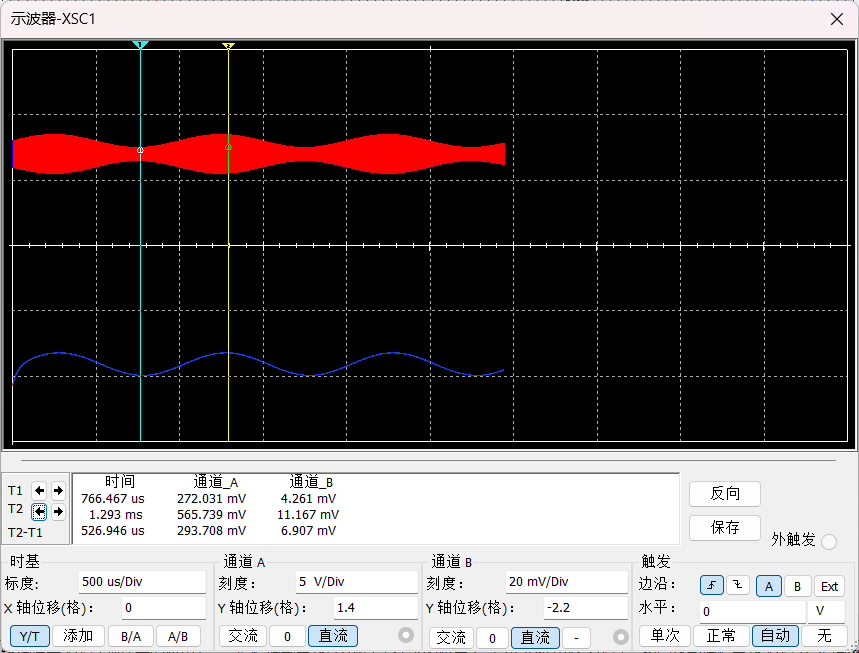 示波器-XSC1
时间 通道_A 通道_B
T1 766.467 us 272.031 mV 4.261 mV
T2 1.293 ms 565.739 mV 11.167 mV
T2-T1 526.946 us 293.708 mV 6.907 mV
反向
保存
外触发
时基 通道 A 通道 B 触发
标度： 500 us/Div 刻度： 5 V/Div 刻度： 20 mV/Div 边沿： A B Ext
X 轴位移(格)： 0 Y 轴位移(格)： 1.4 Y 轴位移(格)： -2.2 水平： 0 V
Y/T 添加 B/A A/B 交流 0 直流 交流 0 直流 - 单次 正常 自动 无